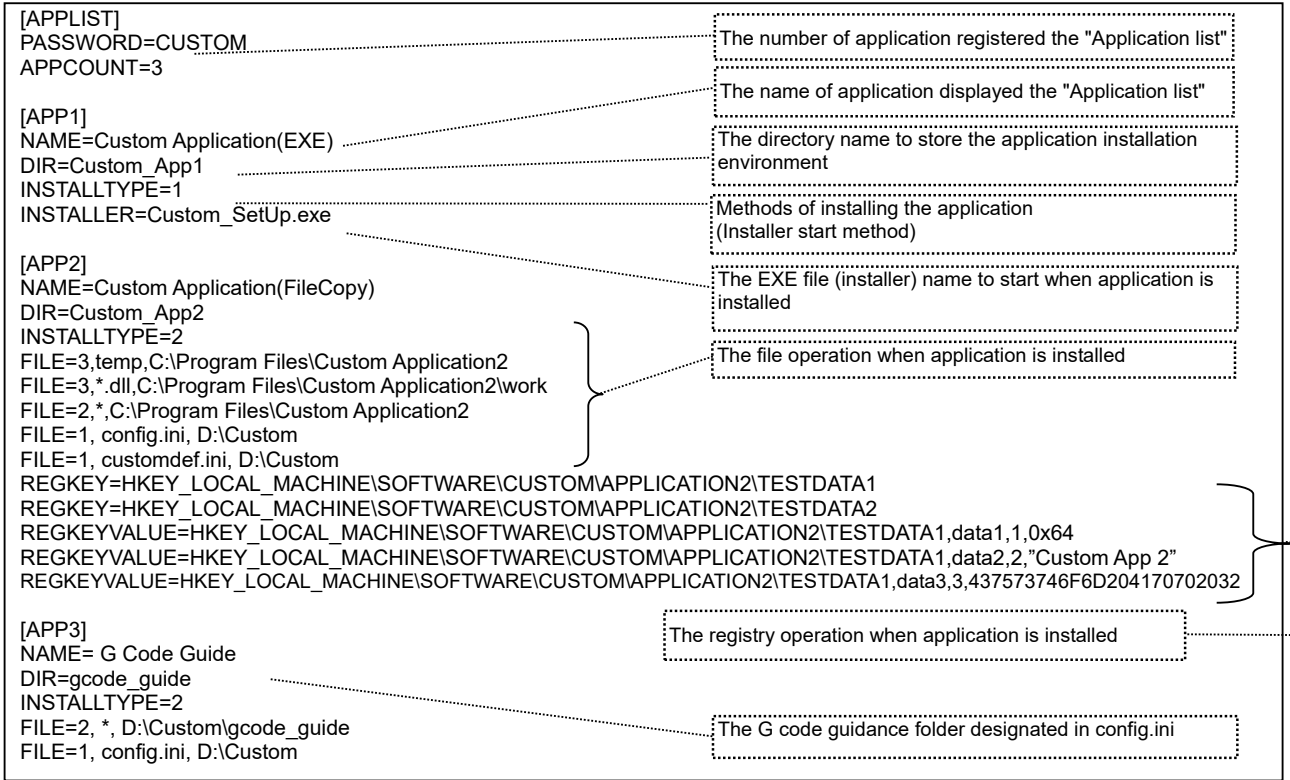 [APPLIST]
PASSWORD=CUSTOM
APPCOUNT=3
The number of application registered the "Application list"
The name of application displayed the "Application list"
[APP1]
NAME=Custom Application(EXE)
DIR=Custom_App1
INSTALLTYPE=1
INSTALLER=Custom_SetUp.exe
The directory name to store the application installation
environment
Methods of installing the application
(Installer start method)
The EXE file (installer) name to start when application is
installed
[APP2]
NAME=Custom Application(FileCopy)
DIR=Custom_App2
INSTALLTYPE=2
FILE=3,temp,C:\Program Files\Custom Application2
FILE=3,*.dll,C:\Program Files\Custom Application2\work
FILE=2,*,C:\Program Files\Custom Application2
FILE=1, config.ini, D:\Custom
FILE=1, customdef.ini, D:\Custom
The file operation when application is installed
REGKEY=HKEY_LOCAL_MACHINE\SOFTWARE\CUSTOM\APPLICATION2\TESTDATA1
REGKEY=HKEY_LOCAL_MACHINE\SOFTWARE\CUSTOM\APPLICATION2\TESTDATA2
REGKEYVALUE=HKEY_LOCAL_MACHINE\SOFTWARE\CUSTOM\APPLICATION2\TESTDATA1,data1,1,0x64
REGKEYVALUE=HKEY_LOCAL_MACHINE\SOFTWARE\CUSTOM\APPLICATION2\TESTDATA1,data2,2,”Custom App 2”
REGKEYVALUE=HKEY_LOCAL_MACHINE\SOFTWARE\CUSTOM\APPLICATION2\TESTDATA1,data3,3,437573746F6D204170702032
The registry operation when application is installed
[APP3]
NAME= G Code Guide
DIR=gcode_guide
INSTALLTYPE=2
FILE=2, *, D:\Custom\gcode_guide
FILE=1, config.ini, D:\Custom
The G code guidance folder designated in config.ini